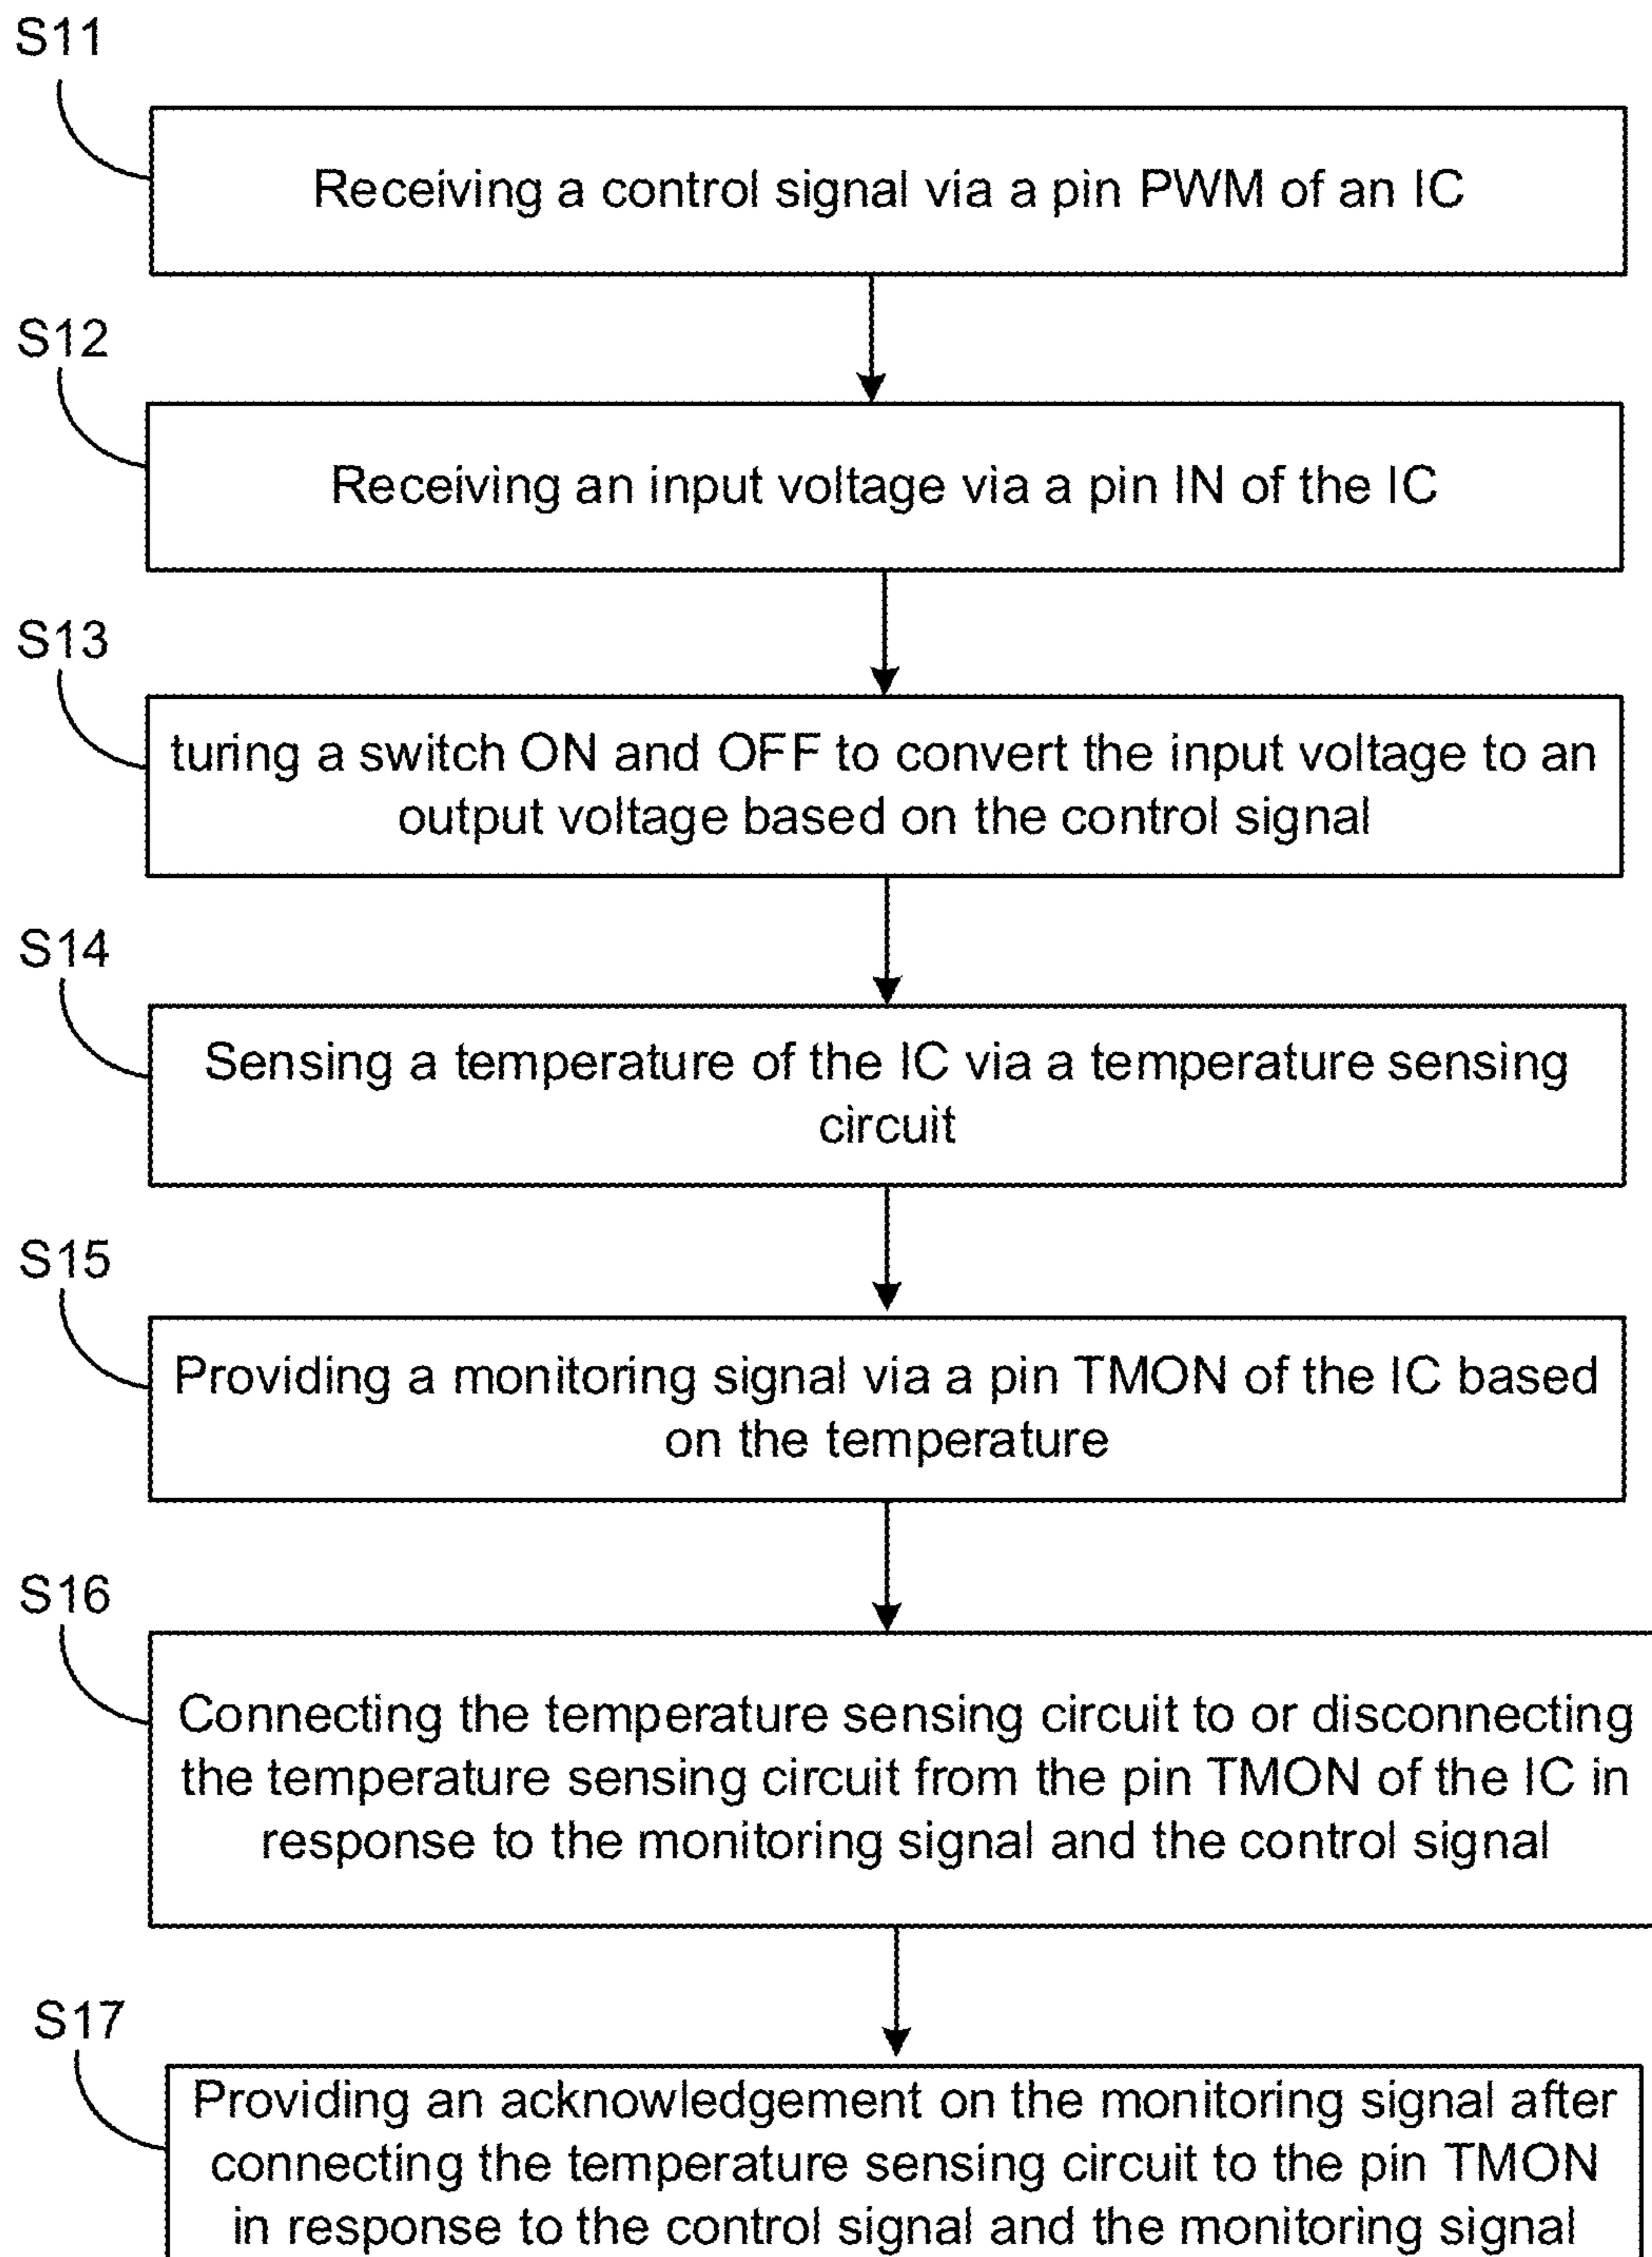 S11
Receiving a control signal via a pin PWM of an IC
S12
Receiving an input voltage via a pin IN of the IC
S13
turing a switch ON and OFF to convert the input voltage to an
output voltage based on the control signal
S14
Sensing a temperature of the IC via a temperature sensing
circuit
S15
Providing a monitoring signal via a pin TMON of the IC based
on the temperature
S16
Connecting the temperature sensing circuit to or disconnecting
the temperature sensing circuit from the pin TMON of the IC in
response to the monitoring signal and the control signal
S17
Providing an acknowledgement on the monitoring signal after
connecting the temperature sensing circuit to the pin TMON
in response to the control signal and the monitoring signal